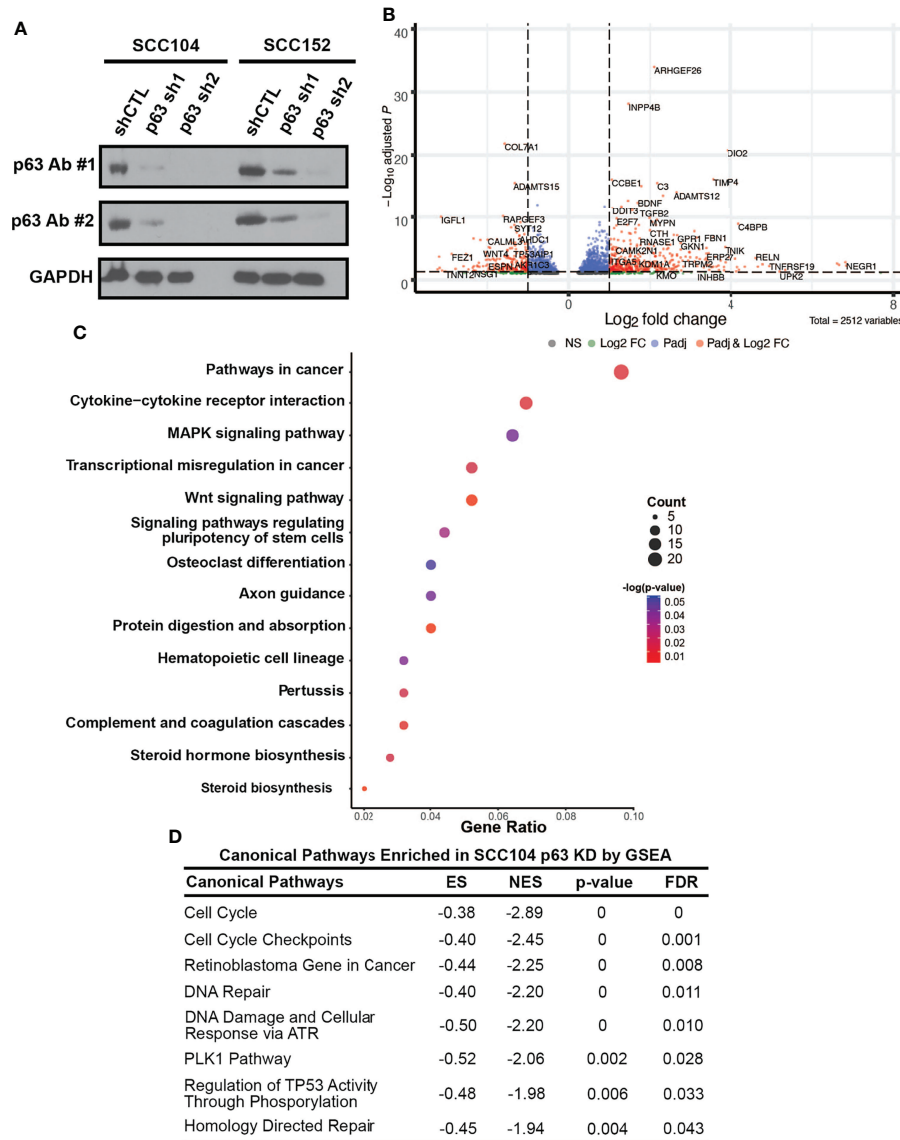 A
SCC104 SCC152
shCTL p63 sh1 p63 sh2 shCTL p63 sh1 p63 sh2
p63 Ab #1
p63 Ab #2
GAPDH
B
40
30
20
10
0
− Log10 adjusted P
ARHGEF26
INPP4B
COL7A1
DIO2
ADAMTS15
CCBE1
C3
TIMP4
ADAMTS12
BDNF
IGFL1
RAPGEF3
DDIT3
TGFB2
SYT12
E2F7
MYPN
C4BPB
CTH
CALML3
AHDC1
RNASE1
GPR1
FBN1
GKN1
FEZ1
WNT4
TP53AIP1
CAMK2N1
TNIK
ERP27
RELN
ESPN
AKR1C3
ITGA5
KDM1A
TRPM2
TNFRSF19
NEGR1
TNNT2
NSG1
KMO
INHBB
UPK2
0 4 8
Log2 fold change
Total = 2512 variables
NS Log2 FC Padj Padj & Log2 FC
C
Pathways in cancer
Cytokine−cytokine receptor interaction
MAPK signaling pathway
Transcriptional misregulation in cancer
Wnt signaling pathway
Signaling pathways regulating
pluripotency of stem cells
Osteoclast differentiation
Axon guidance
Protein digestion and absorption
Hematopoietic cell lineage
Pertussis
Complement and coagulation cascades
Steroid hormone biosynthesis
Steroid biosynthesis
0.02 0.04 0.06 0.08 0.10
Gene Ratio
Count
5
10
15
20
-log(p-value)
0.05
0.04
0.03
0.02
0.01
D
Canonical Pathways Enriched in SCC104 p63 KD by GSEA
Canonical Pathways ES NES p-value FDR
Cell Cycle -0.38 -2.89 0 0
Cell Cycle Checkpoints -0.40 -2.45 0 0.001
Retinoblastoma Gene in Cancer -0.44 -2.25 0 0.008
DNA Repair -0.40 -2.20 0 0.011
DNA Damage and Cellular
Response via ATR -0.50 -2.20 0 0.010
PLK1 Pathway -0.52 -2.06 0.002 0.028
Regulation of TP53 Activity
Through Phosporylation -0.48 -1.98 0.006 0.033
Homology Directed Repair -0.45 -1.94 0.004 0.043